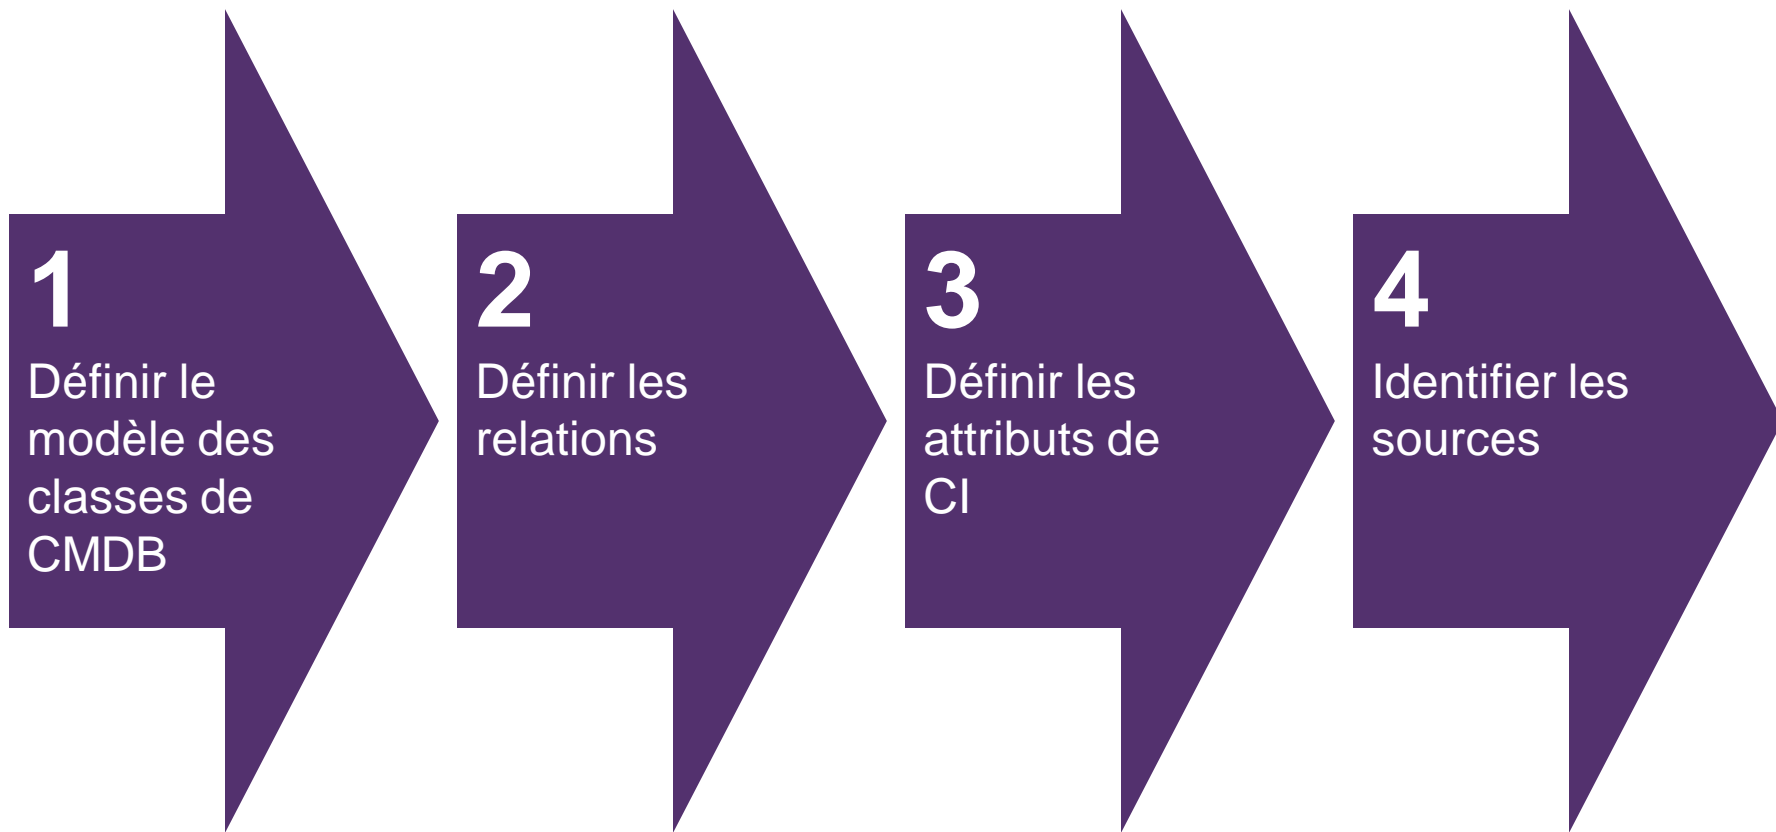 1
Définir le
modèle des
classes de
CMDB
2
Définir les
relations
3
Définir les
attributs de
CI
4
Identifier les
sources